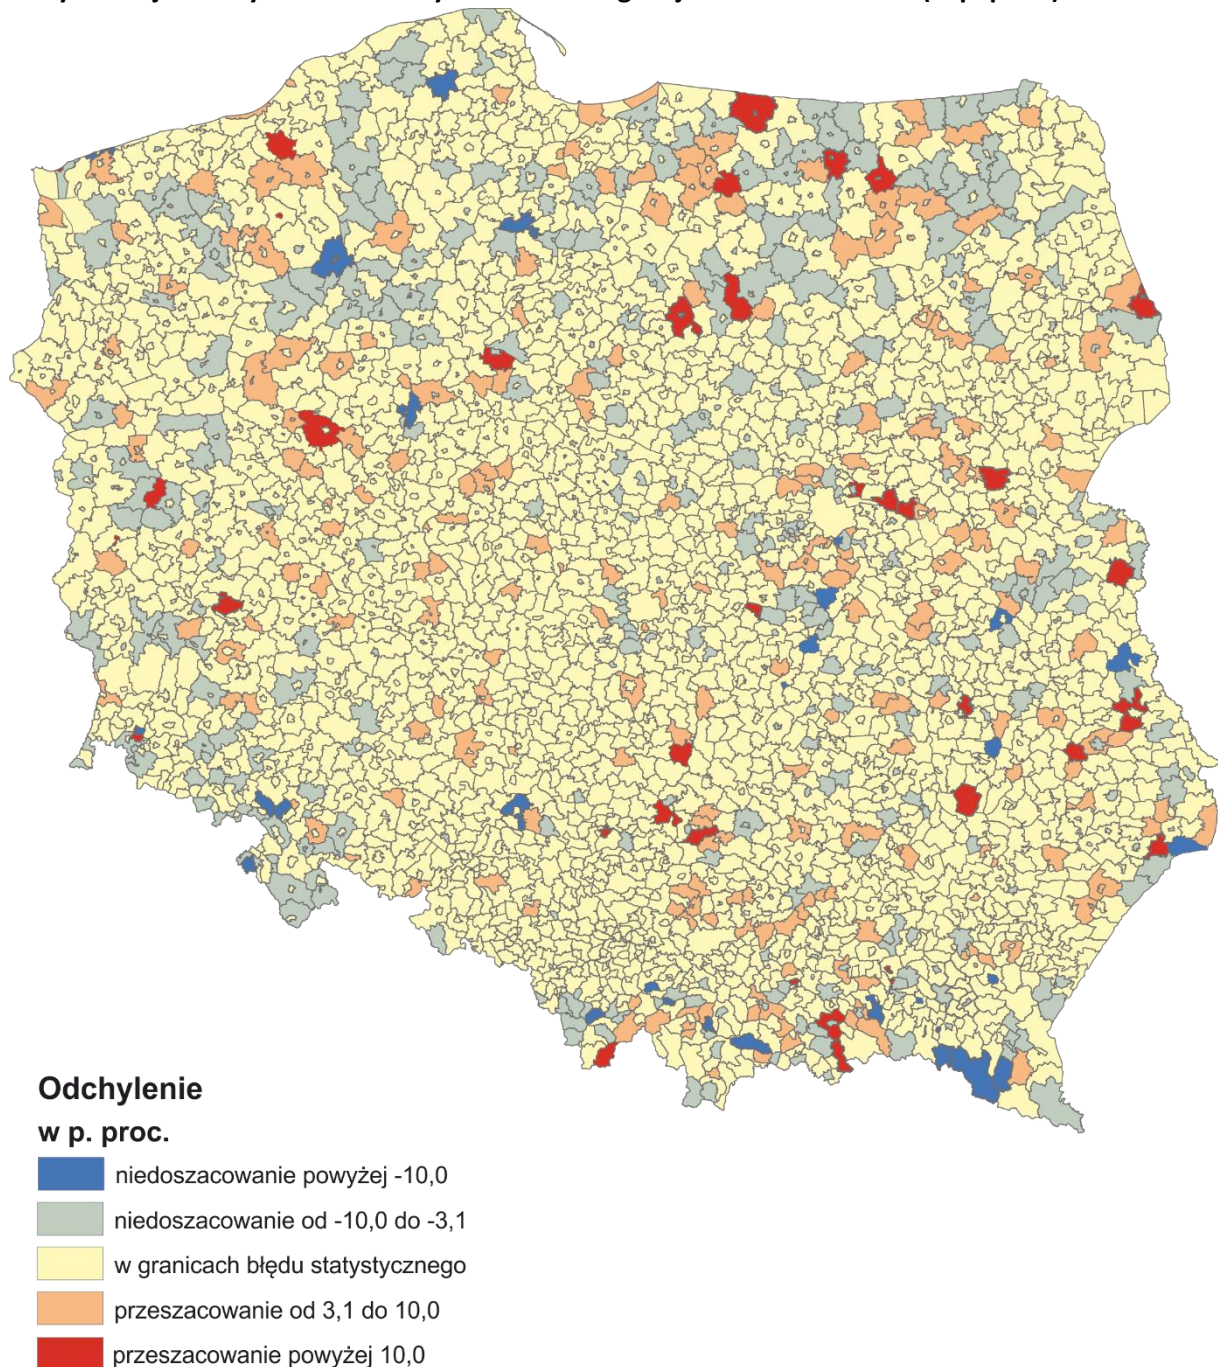 Odchylenie
w p. proc.
niedoszacowanie powyżej -10,0
niedoszacowanie od -10,0 do -3,1
w granicach błędu statystycznego
przeszacowanie od 3,1 do 10,0
przeszacowanie powyżej 10,0